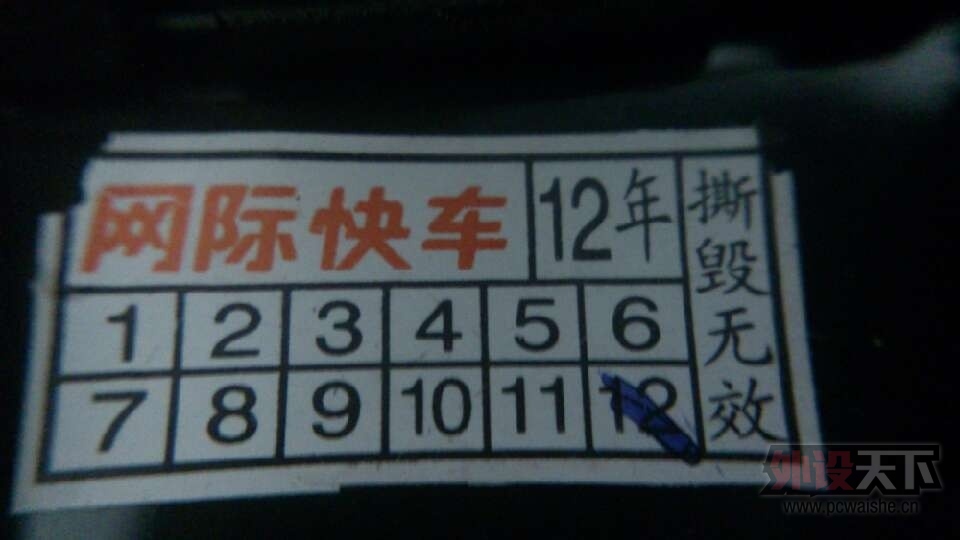 网际快车 12年
1 2 3 4 5 6
7 8 9 10 11 12
撕毁无效
外设天下
www.pcwaishe.cn